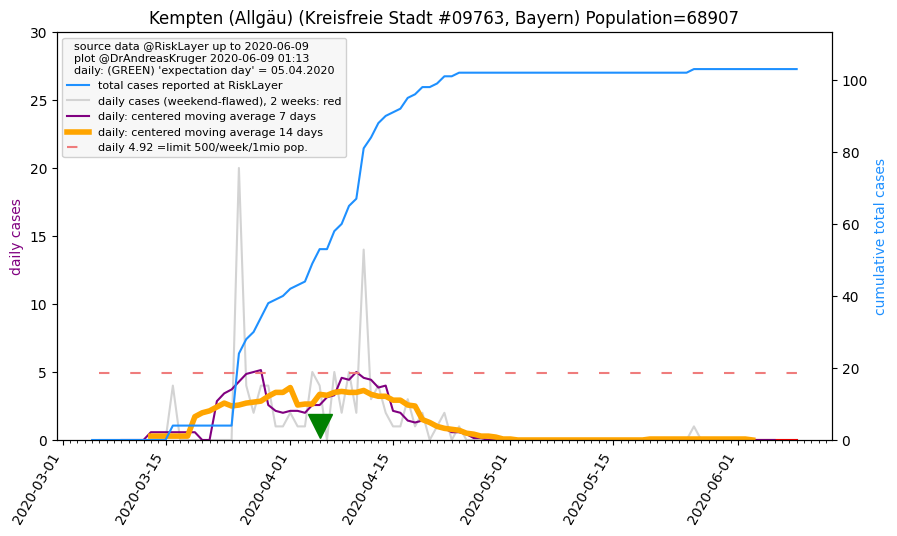 Kempten (Allgäu) (Kreisfreie Stadt #09763, Bayern) Population=68907
source data @RiskLayer up to 2020-06-09
plot @DrAndreasKruger 2020-06-09 01:13
daily: (GREEN) 'expectation day' = 05.04.2020
total cases reported at RiskLayer
daily cases (weekend-flawed), 2 weeks: red
daily: centered moving average 7 days
daily: centered moving average 14 days
daily 4.92 =limit 500/week/1mio pop.
daily cases
30
25
20
15
10
5
0
cumulative total cases
100
80
60
40
20
0
2020-03-01
2020-03-15
2020-04-01
2020-04-15
2020-05-01
2020-05-15
2020-06-01